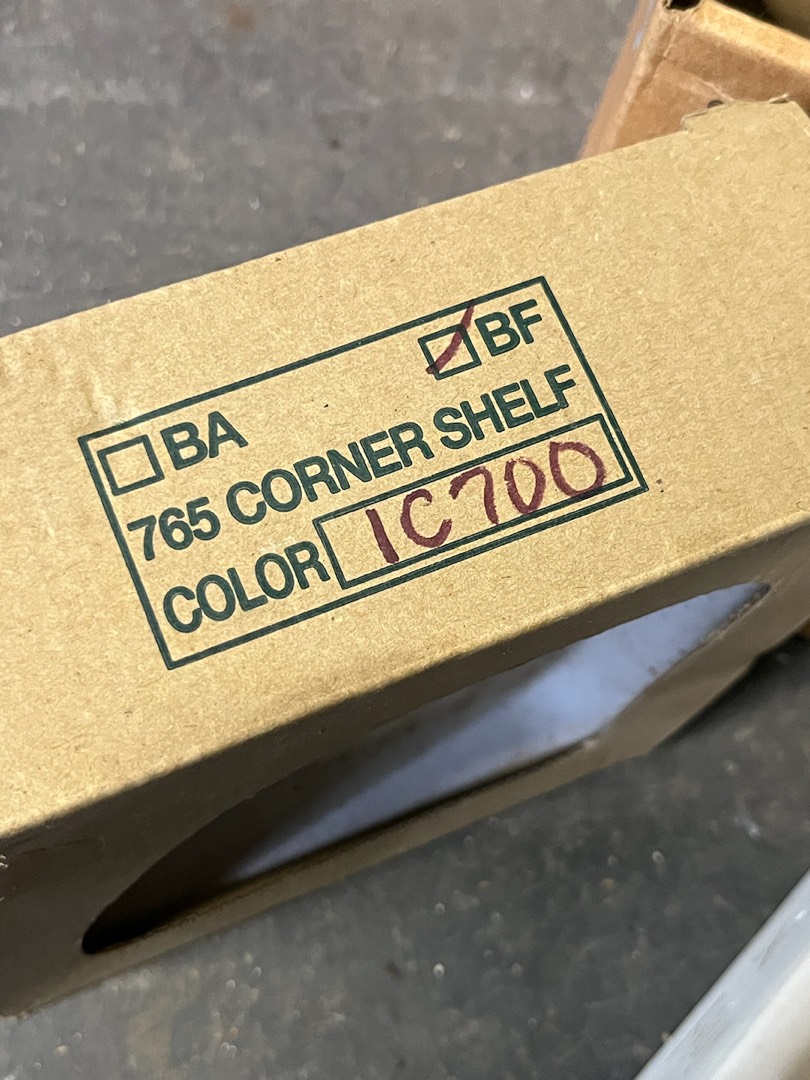 ☐ BA ☑ BF
765 CORNER SHELF
COLOR IC700